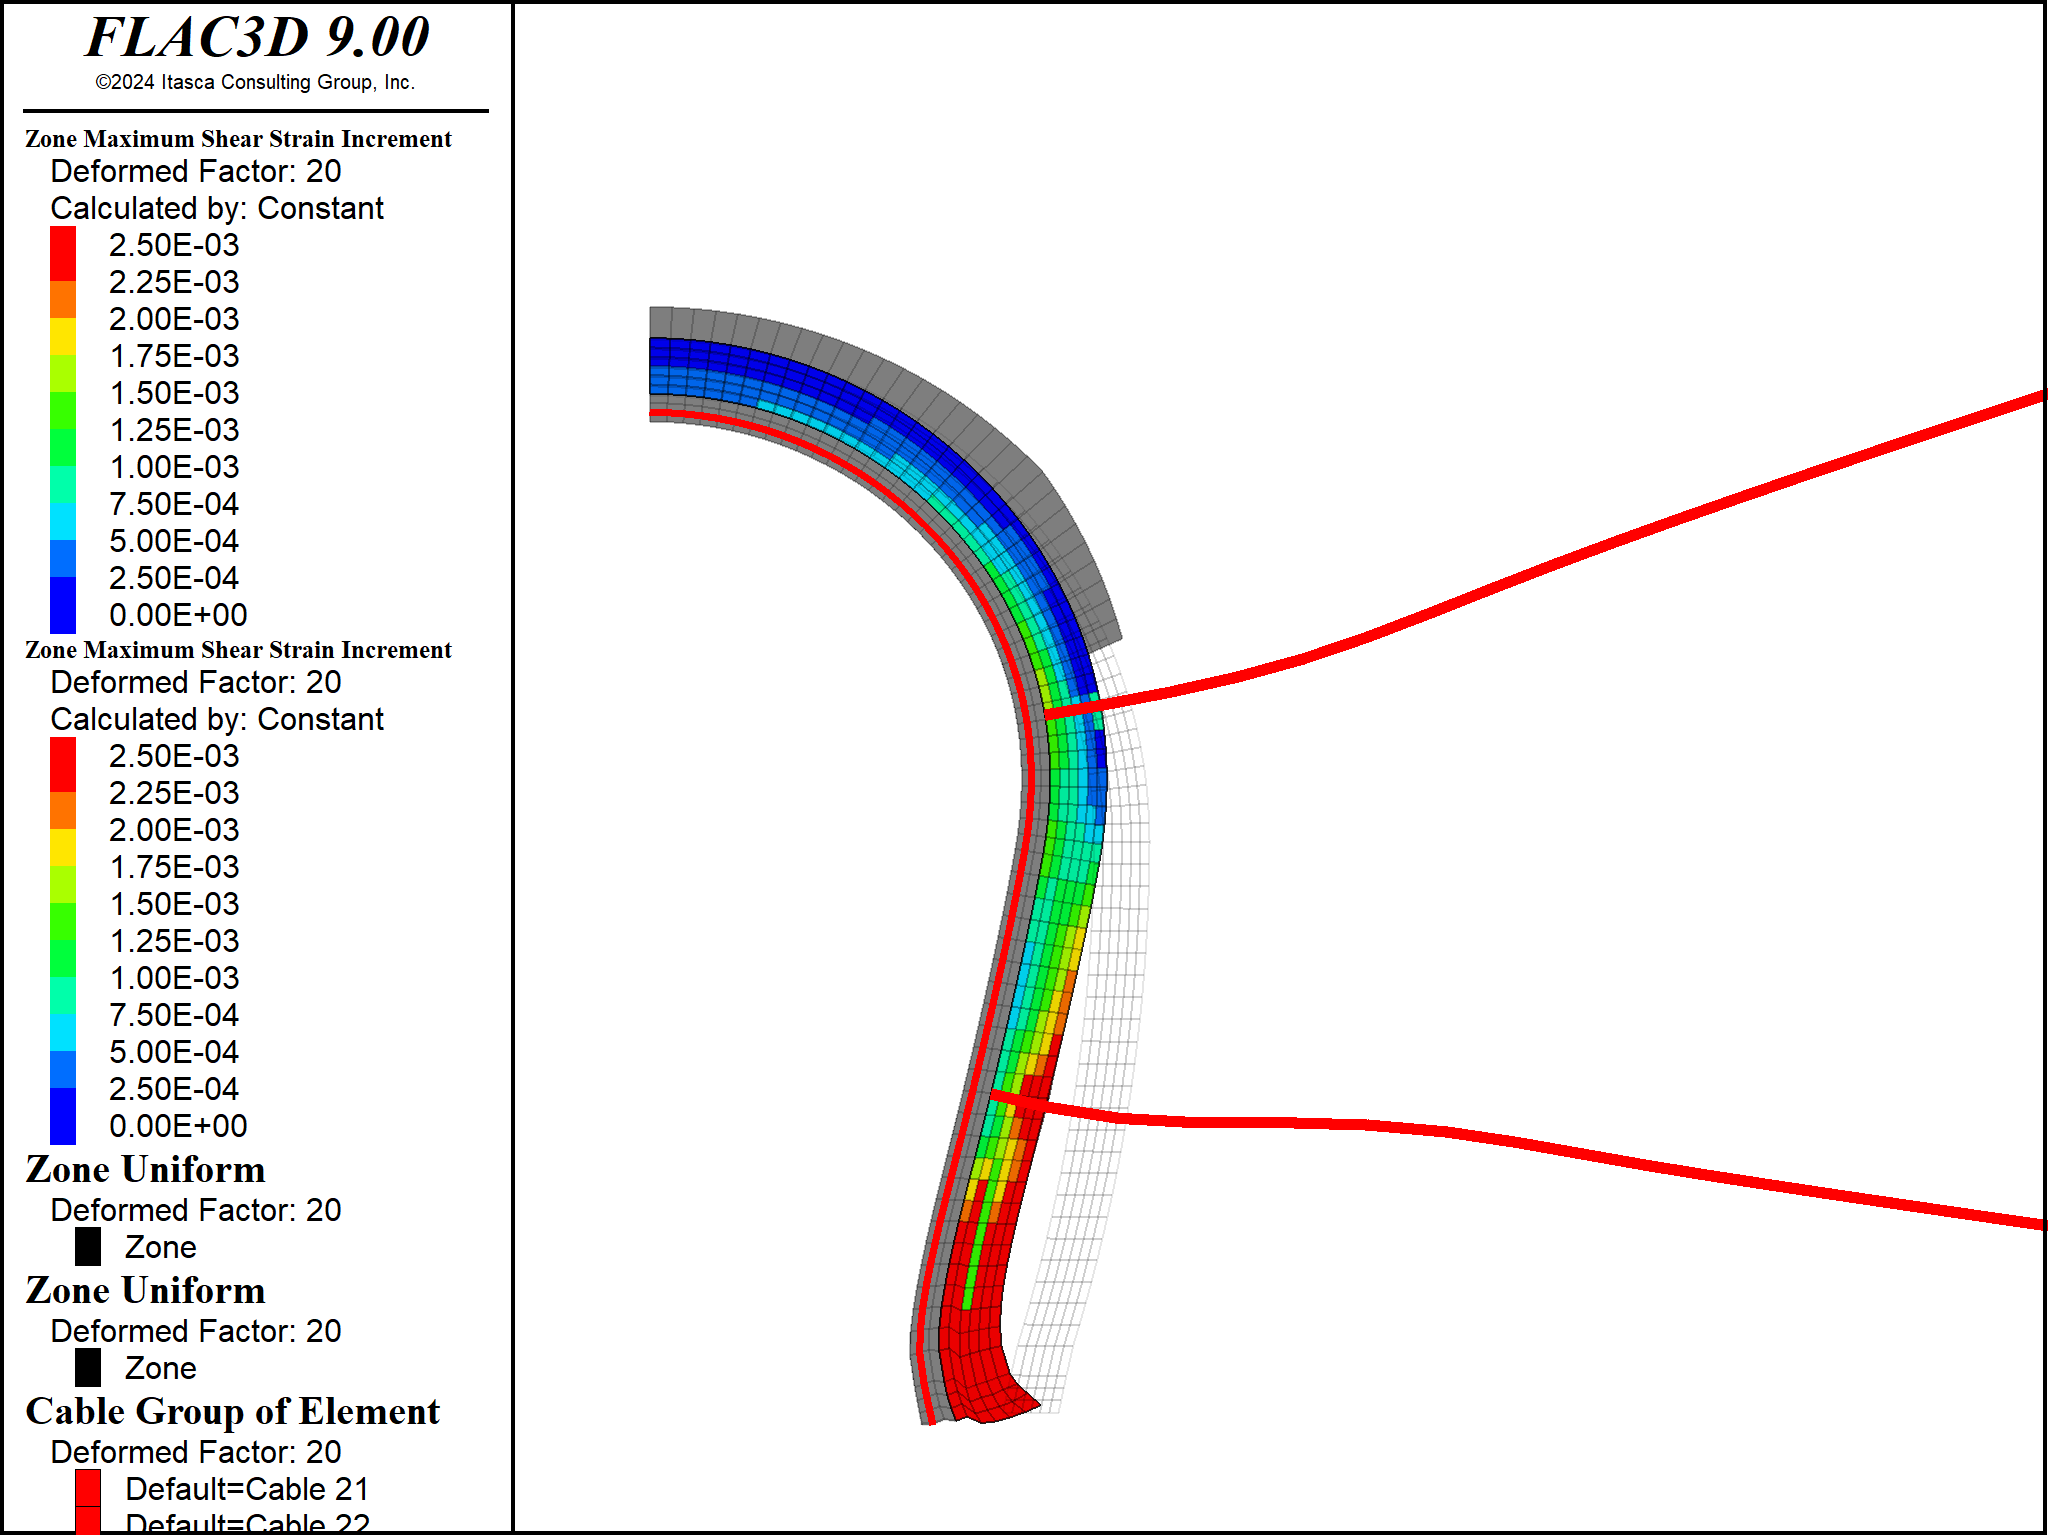 FLAC3D 9.00
©2024 Itasca Consulting Group, Inc.
Zone Maximum Shear Strain Increment
Deformed Factor: 20
Calculated by: Constant
2.50E-03
2.25E-03
2.00E-03
1.75E-03
1.50E-03
1.25E-03
1.00E-03
7.50E-04
5.00E-04
2.50E-04
0.00E+00
Zone Maximum Shear Strain Increment
Deformed Factor: 20
Calculated by: Constant
2.50E-03
2.25E-03
2.00E-03
1.75E-03
1.50E-03
1.25E-03
1.00E-03
7.50E-04
5.00E-04
2.50E-04
0.00E+00
Zone Uniform
Deformed Factor: 20
Zone
Zone Uniform
Deformed Factor: 20
Zone
Cable Group of Element
Deformed Factor: 20
Default=Cable 21
Default=Cable 22